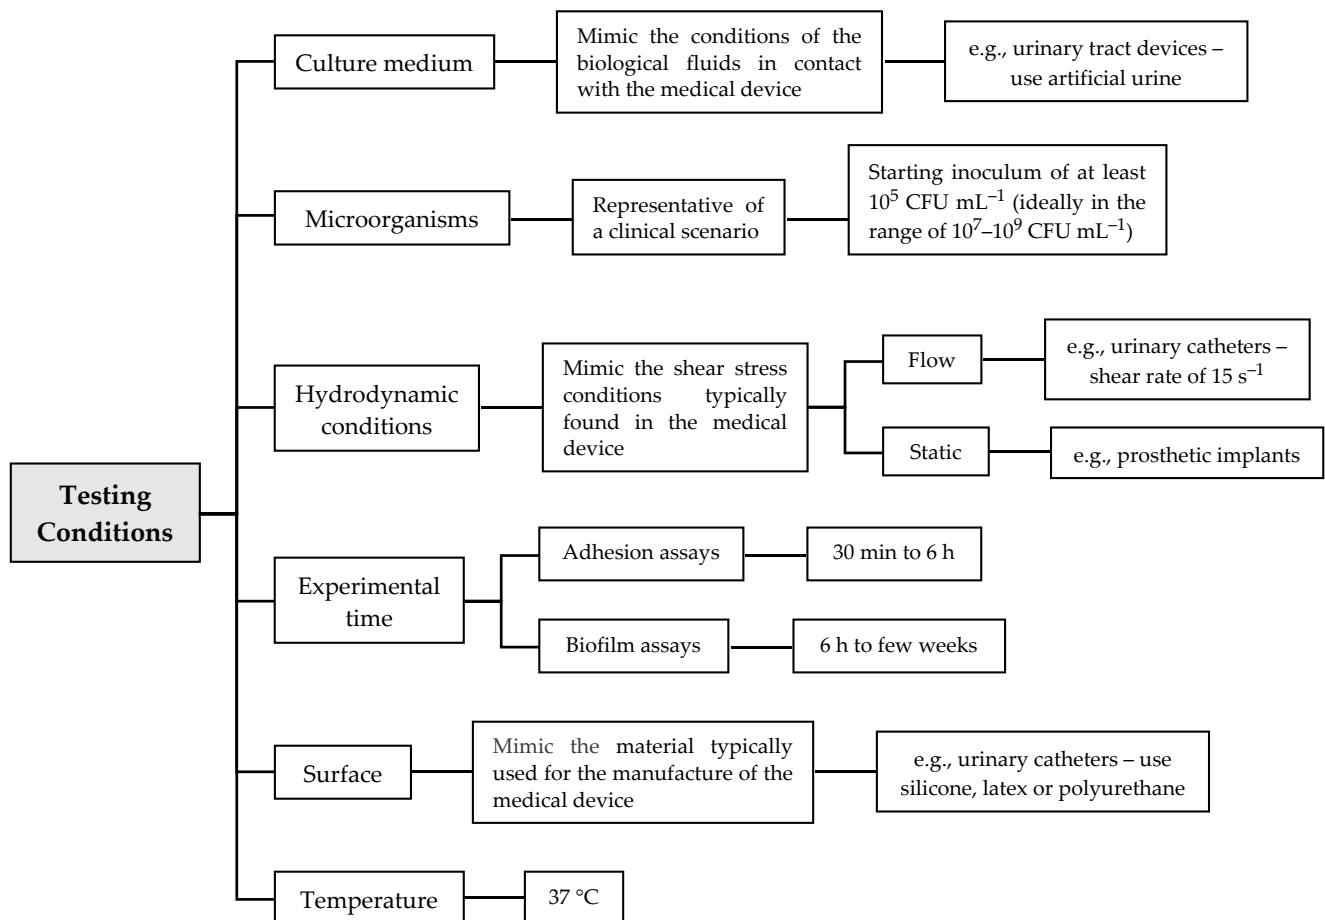 Culture medium
Mimic the conditions of the
biological fluids in contact
with the medical device
e.g., urinary tract devices –
use artificial urine
Microorganisms
Representative of
a clinical scenario
Starting inoculum of at least
10⁵ CFU mL⁻¹ (ideally in the
range of 10⁷–10⁹ CFU mL⁻¹)
Hydrodynamic
conditions
Mimic the shear stress
conditions typically
found in the medical
device
Flow
e.g., urinary catheters –
shear rate of 15 s⁻¹
Static
e.g., prosthetic implants
Testing
Conditions
Experimental
time
Adhesion assays
30 min to 6 h
Biofilm assays
6 h to few weeks
Surface
Mimic the material typically
used for the manufacture of the
medical device
e.g., urinary catheters – use
silicone, latex or polyurethane
Temperature
37 °C